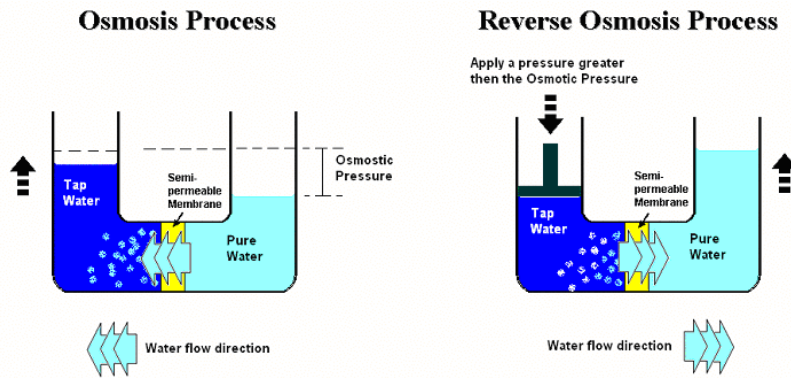 Osmosis Process
Tap
Water
Semi-
permeable
Membrane
Pure
Water
Osmostic
Pressure
Water flow direction
Reverse Osmosis Process
Apply a pressure greater
then the Osmotic Pressure
Tap
Water
Semi-
permeable
Membrane
Pure
Water
Water flow direction